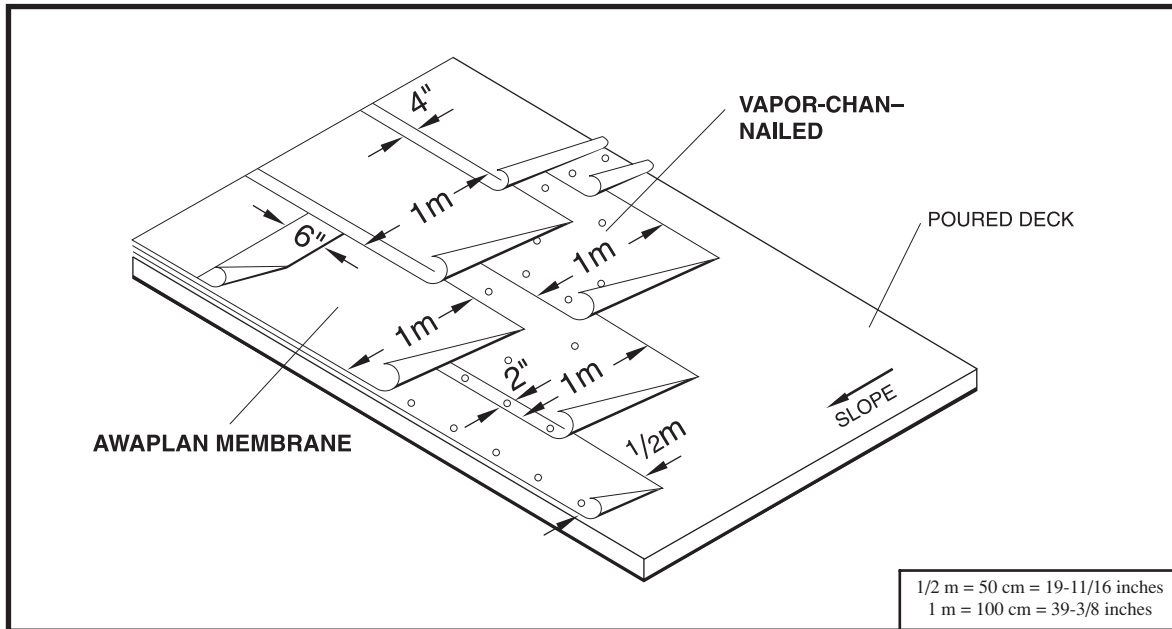 4"
VAPOR-CHAN–
NAILED
1m
POURED DECK
6"
1m
1m
2"
1m
SLOPE
AWAPLAN MEMBRANE
1/2m
1/2 m = 50 cm = 19-11/16 inches
1 m = 100 cm = 39-3/8 inches